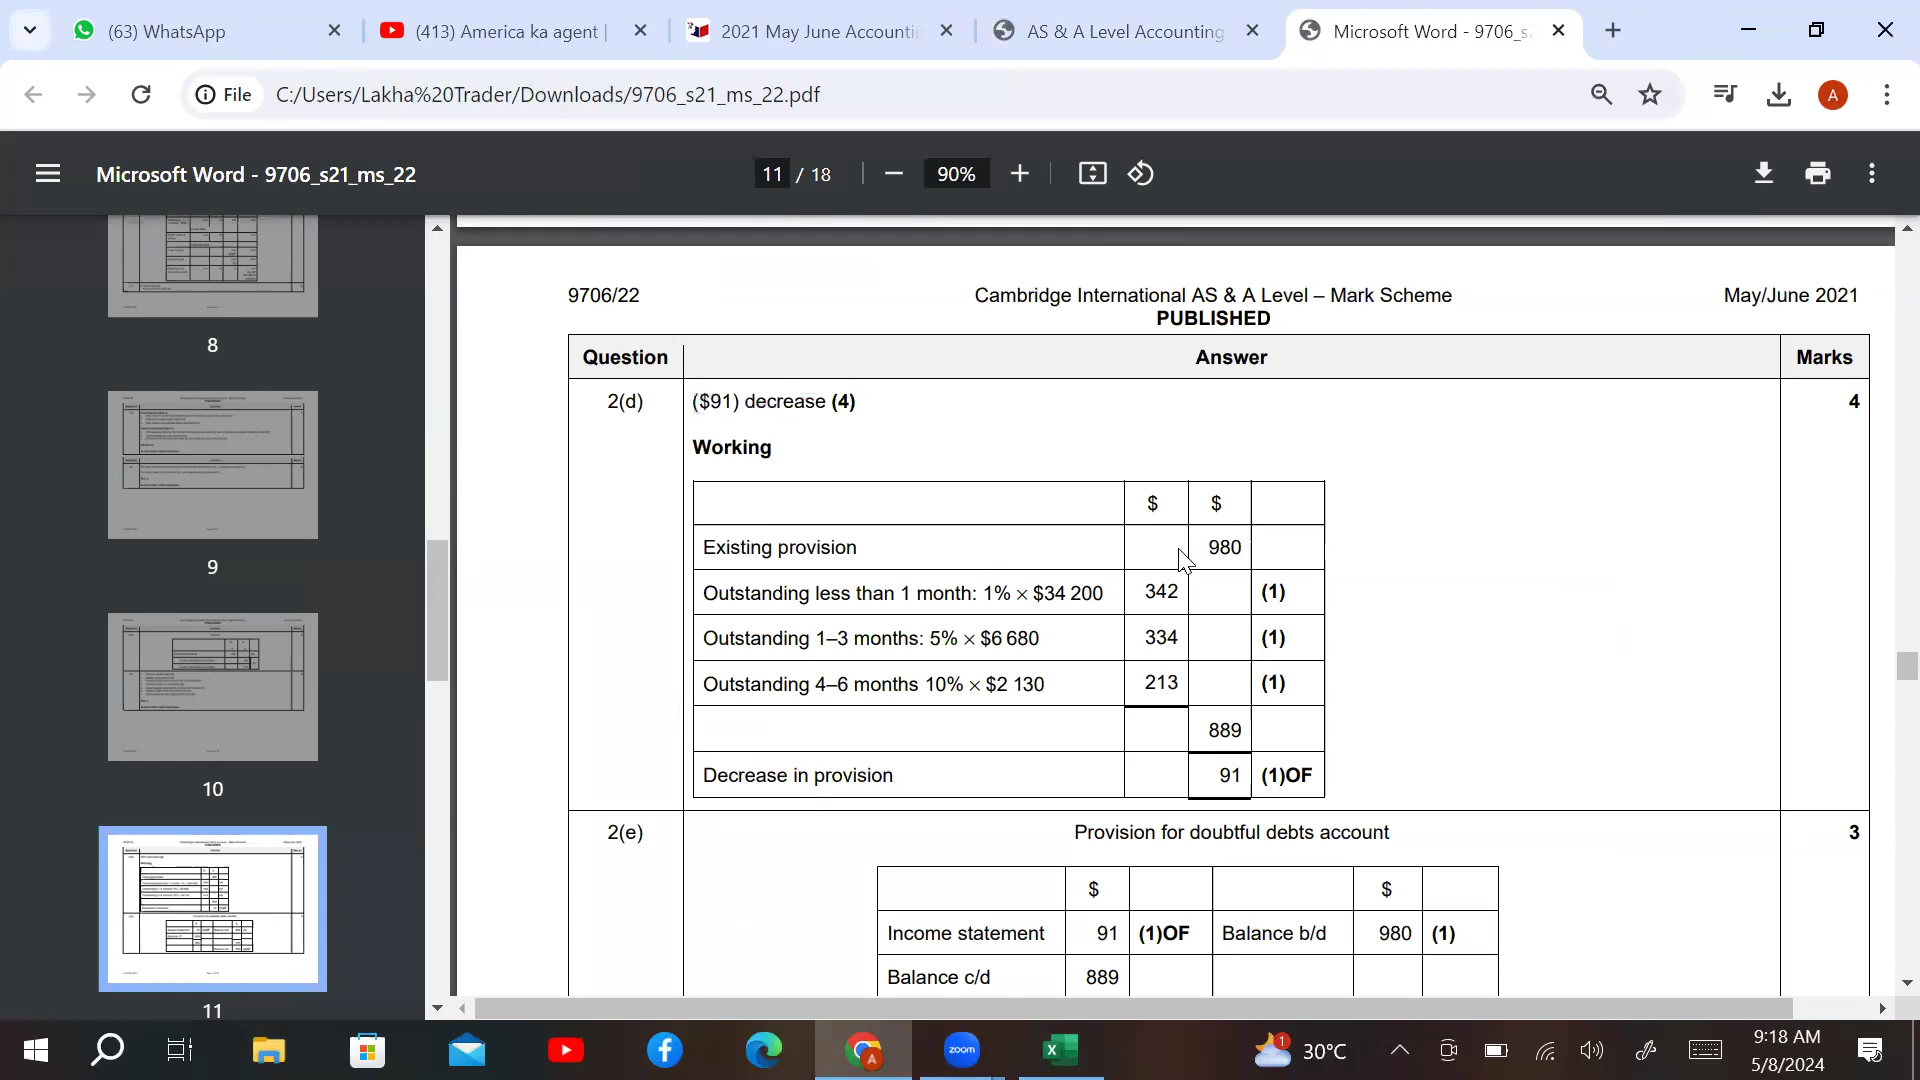 (63) WhatsApp
(413) America ka agent |
2021 May June Accountin
AS & A Level Accounting
Microsoft Word - 9706_s
File
C:/Users/Lakha%20Trader/Downloads/9706_s21_ms_22.pdf
A
Microsoft Word - 9706_s21_ms_22
11 / 18
90%
8
9
10
11
9706/22
Cambridge International AS & A Level – Mark Scheme
May/June 2021
PUBLISHED
Question Answer Marks
2(d) ($91) decrease (4) 4
Working
$ $
Existing provision 980
Outstanding less than 1 month: 1% × $34 200 342 (1)
Outstanding 1–3 months: 5% × $6 680 334 (1)
Outstanding 4–6 months 10% × $2 130 213 (1)
889
Decrease in provision 91 (1)OF
2(e) Provision for doubtful debts account 3
$ $
Income statement 91 (1)OF Balance b/d 980 (1)
Balance c/d 889
A
zoom
1
30°C
9:18 AM
5/8/2024